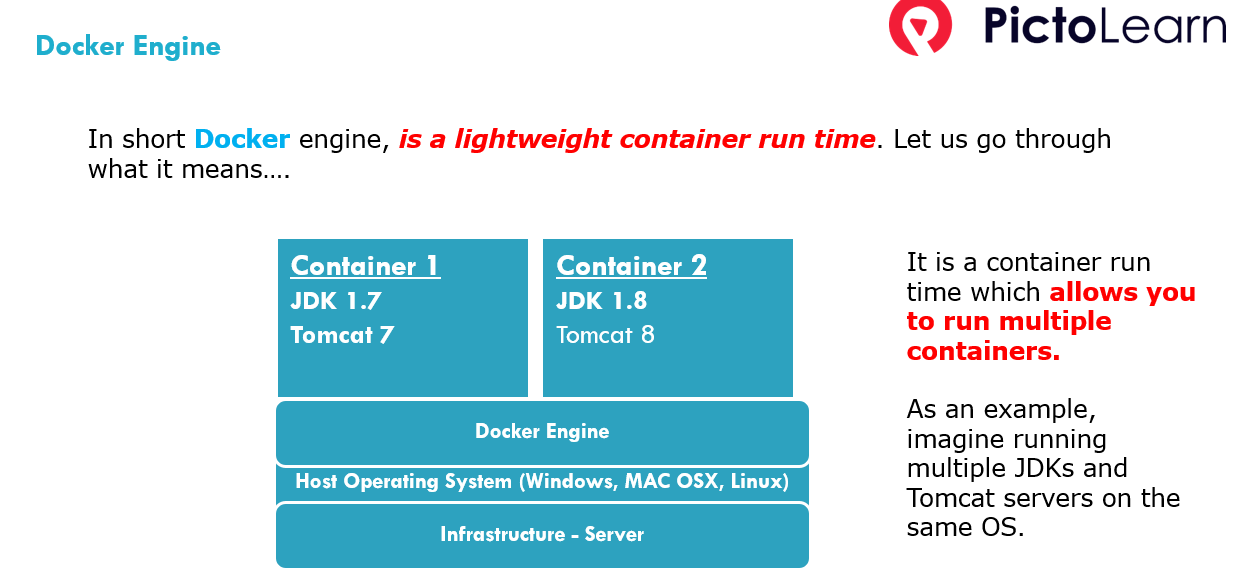 PictoLearn
Docker Engine
In short Docker engine, is a lightweight container run time. Let us go through
what it means....
Container 1
JDK 1.7
Tomcat 7
Container 2
JDK 1.8
Tomcat 8
Docker Engine
Host Operating System (Windows, MAC OSX, Linux)
Infrastructure - Server
It is a container run
time which allows you
to run multiple
containers.
As an example,
imagine running
multiple JDKs and
Tomcat servers on the
same OS.